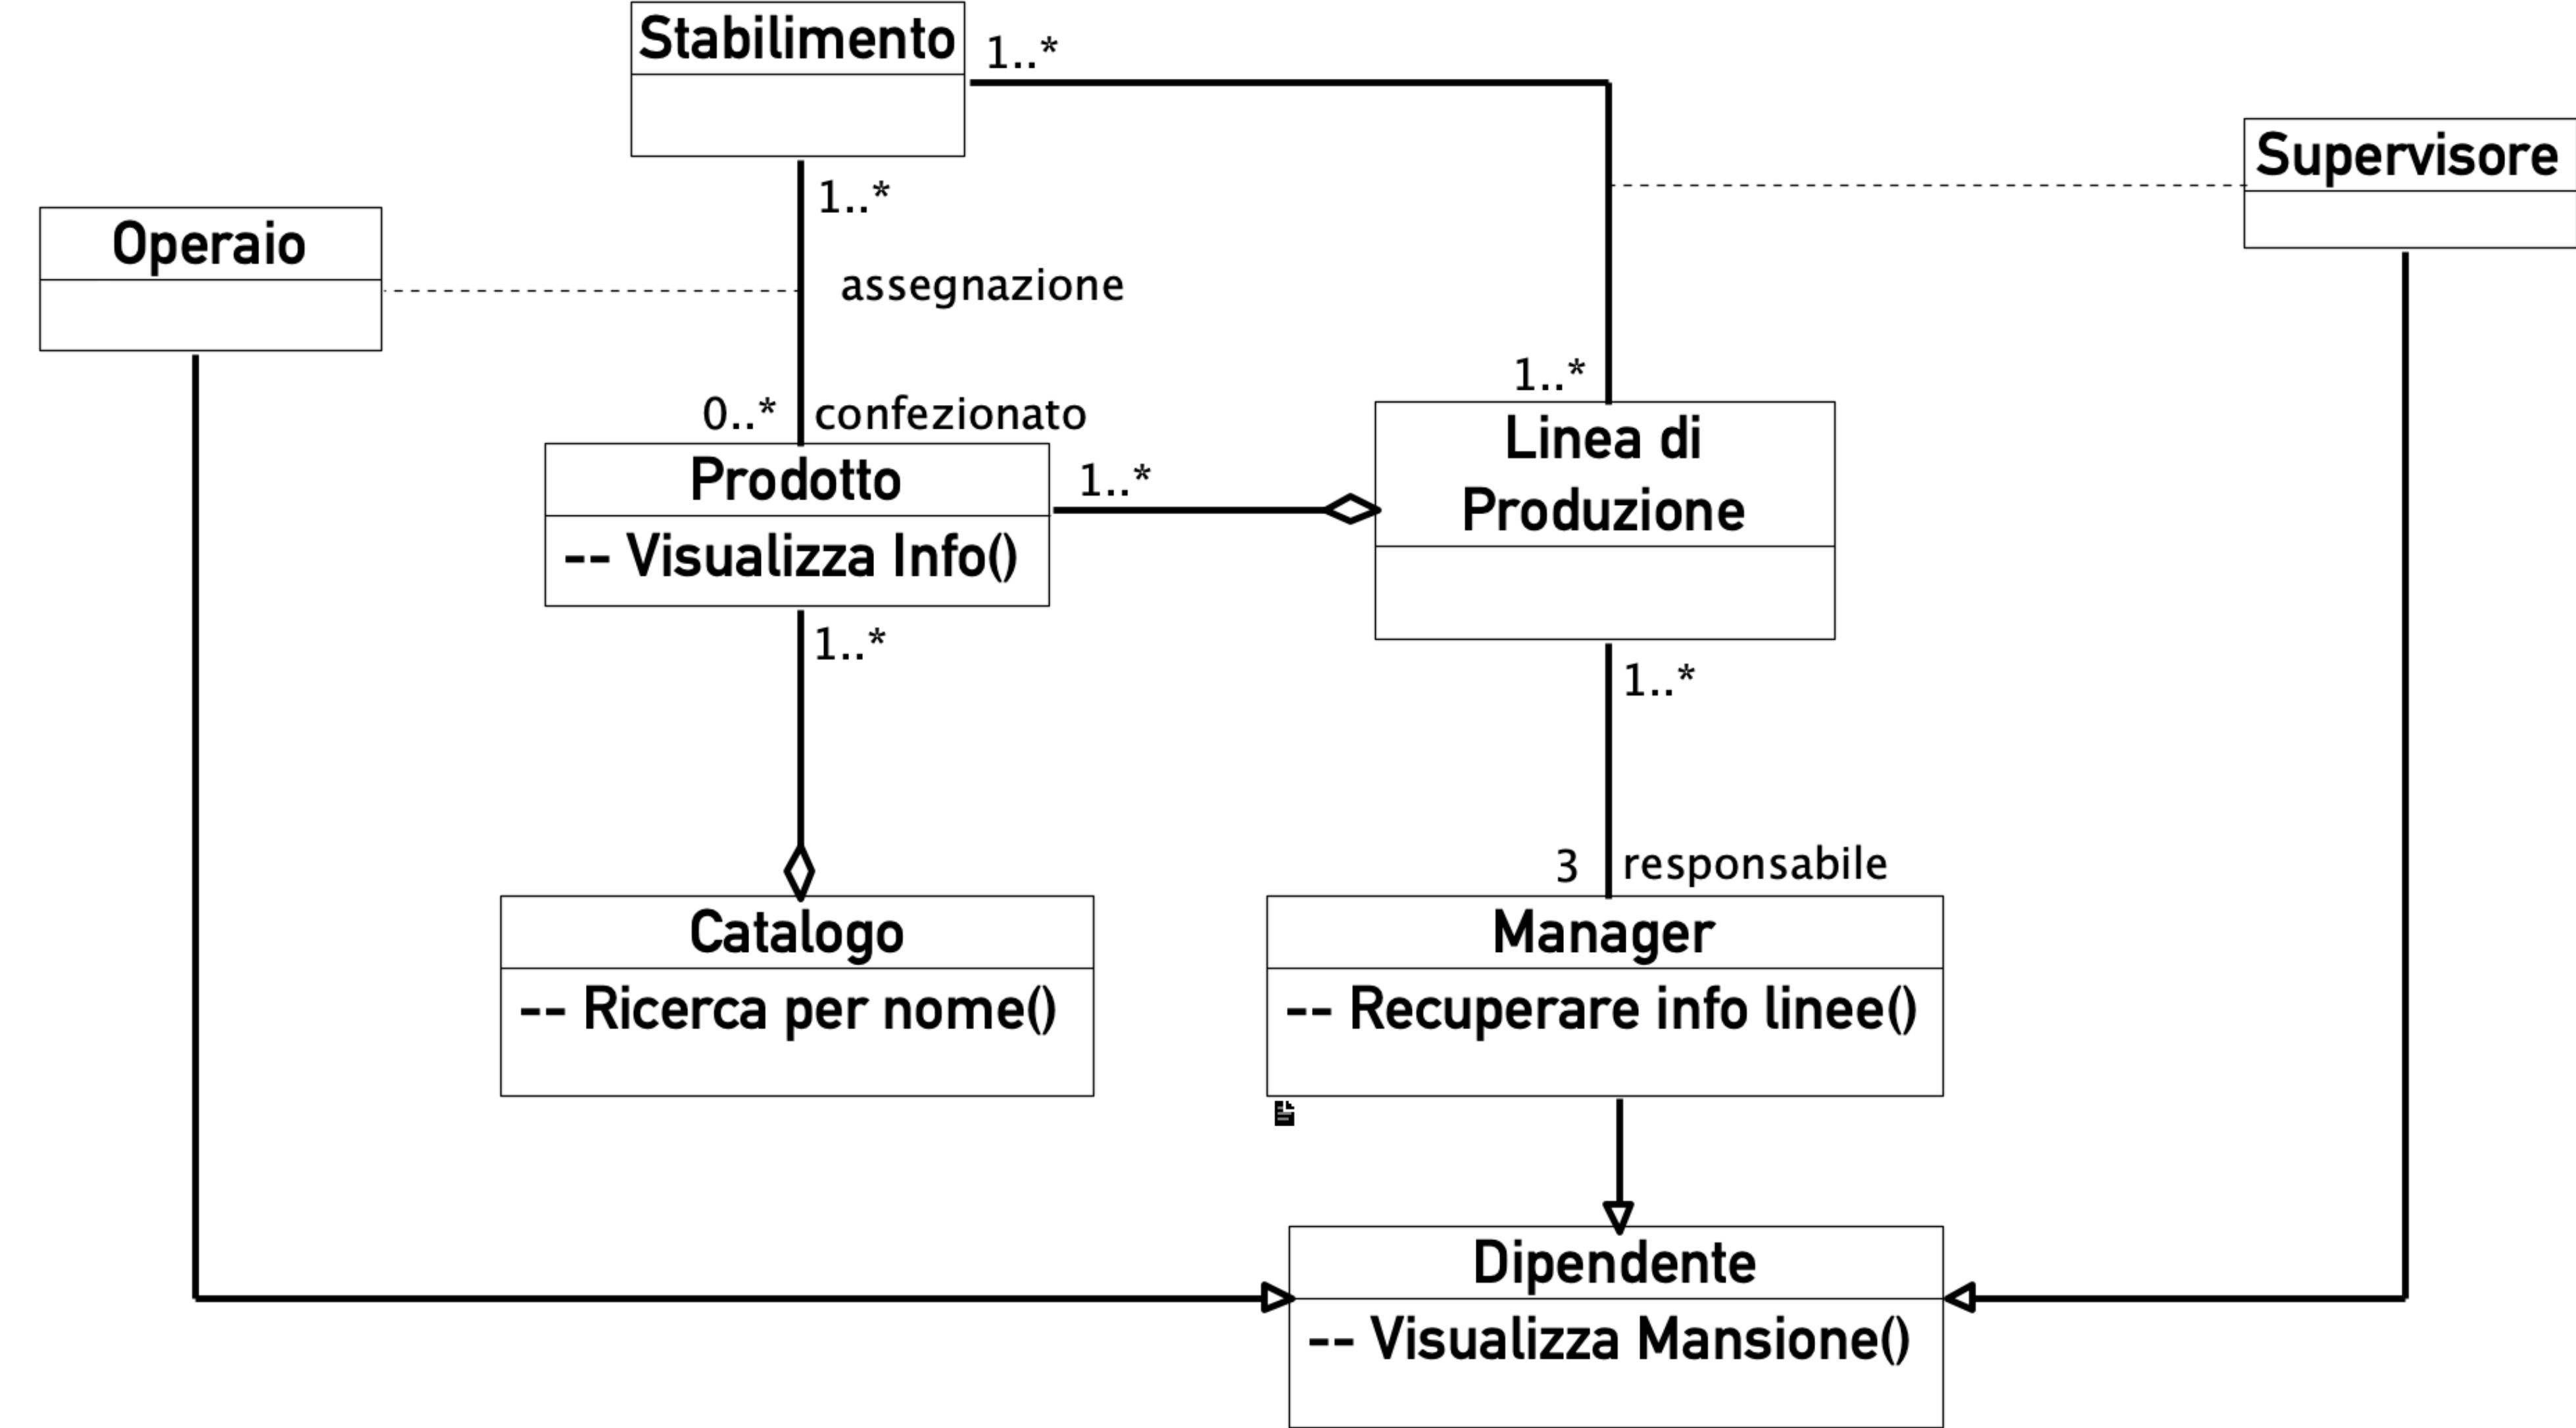 Stabilimento
1..*
Supervisore
1..*
Operaio
assegnazione
1..*
0..* confezionato
Linea di
Produzione
Prodotto
1..*
-- Visualizza Info()
1..*
1..*
3 responsabile
Catalogo
-- Ricerca per nome()
Manager
-- Recuperare info linee()
Dipendente
-- Visualizza Mansione()